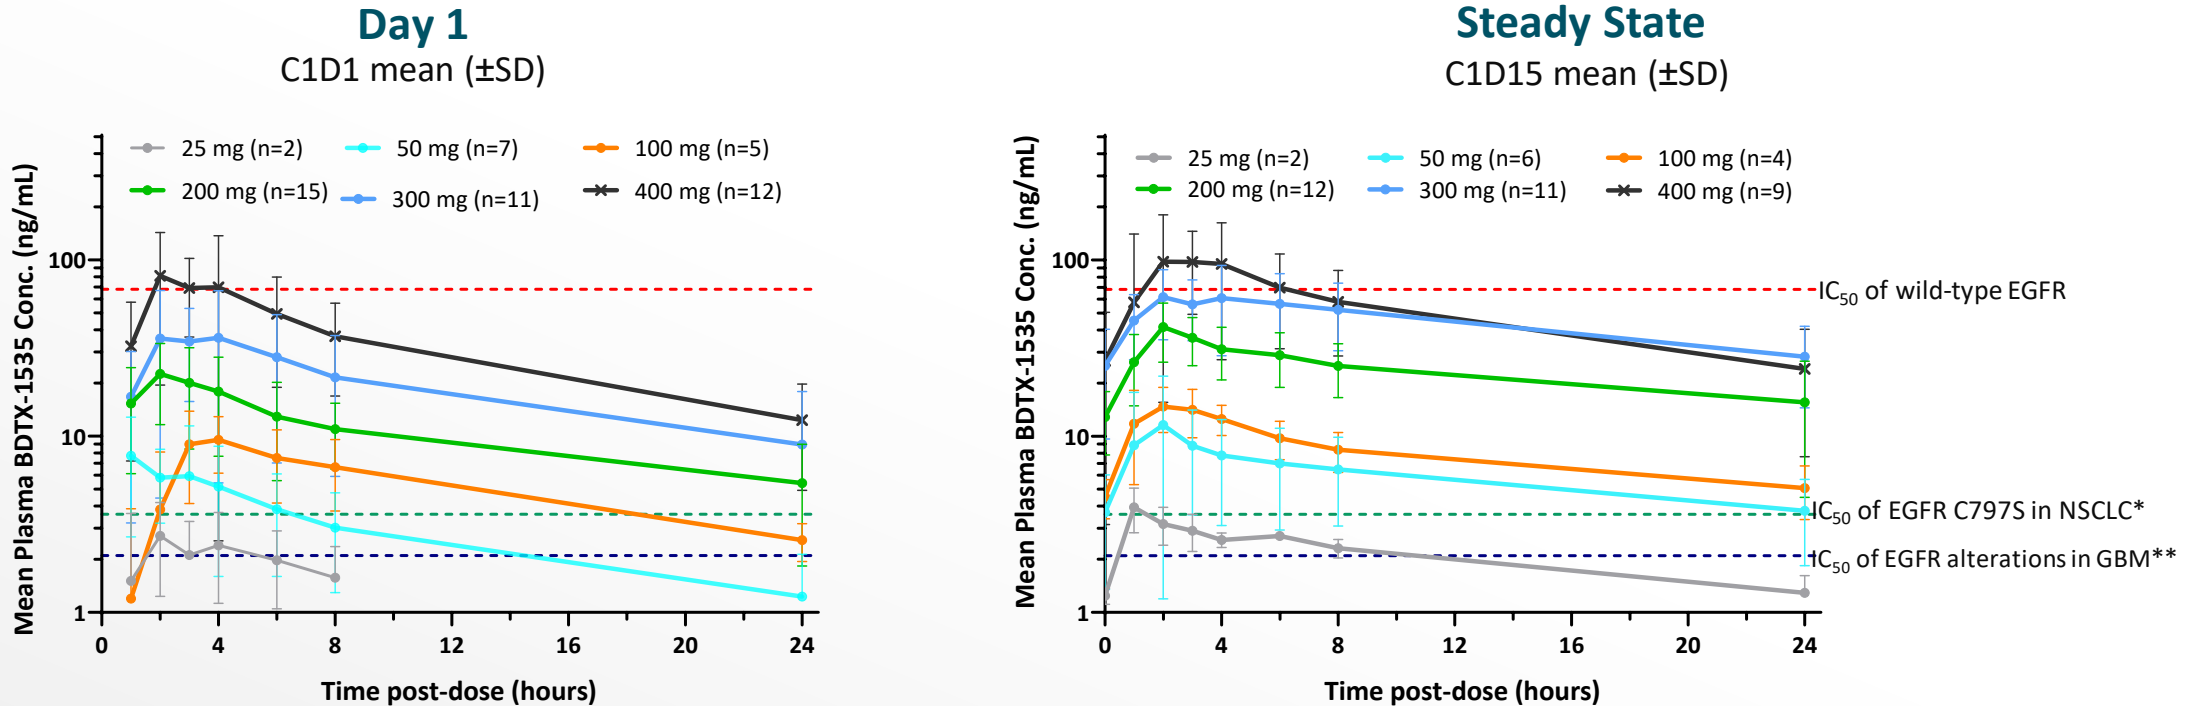 Day 1
C1D1 mean (±SD)
Mean Plasma BDTX-1535 Conc. (ng/mL)
25 mg (n=2)
50 mg (n=7)
100 mg (n=5)
200 mg (n=15)
300 mg (n=11)
400 mg (n=12)
100
10
1
0 4 8 12 16 20 24
Time post-dose (hours)
Steady State
C1D15 mean (±SD)
Mean Plasma BDTX-1535 Conc. (ng/mL)
25 mg (n=2)
50 mg (n=6)
100 mg (n=4)
200 mg (n=12)
300 mg (n=11)
400 mg (n=9)
100
10
1
0 4 8 12 16 20 24
Time post-dose (hours)
IC50 of wild-type EGFR
IC50 of EGFR C797S in NSCLC*
IC50 of EGFR alterations in GBM**